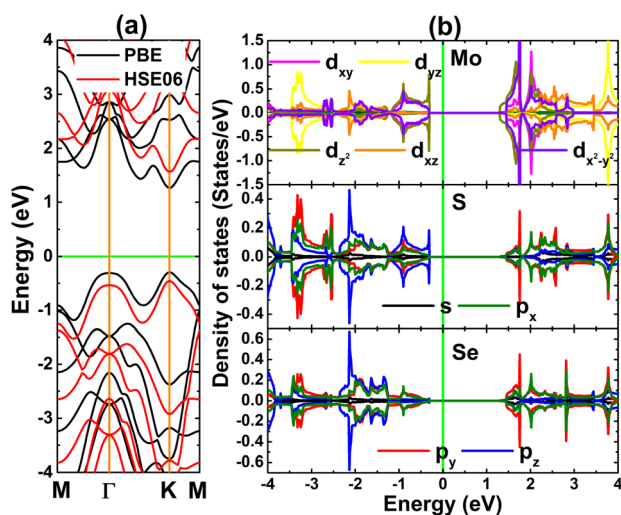 (a)
PBE
HSE06
Energy (eV)
4
3
2
1
0
-1
-2
-3
-4
M Γ K M
(b)
Density of states (States/eV)
Mo
d_xy d_yz
d_z² d_xz d_x²-y²
1.5
1.0
0.5
0.0
-0.5
-1.0
-1.5
S
0.4
0.2
0.0
-0.2
-0.4
s p_x
Se
0.6
0.4
0.2
0.0
-0.2
-0.4
-0.6
p_y p_z
-4 -3 -2 -1 0 1 2 3 4
Energy (eV)